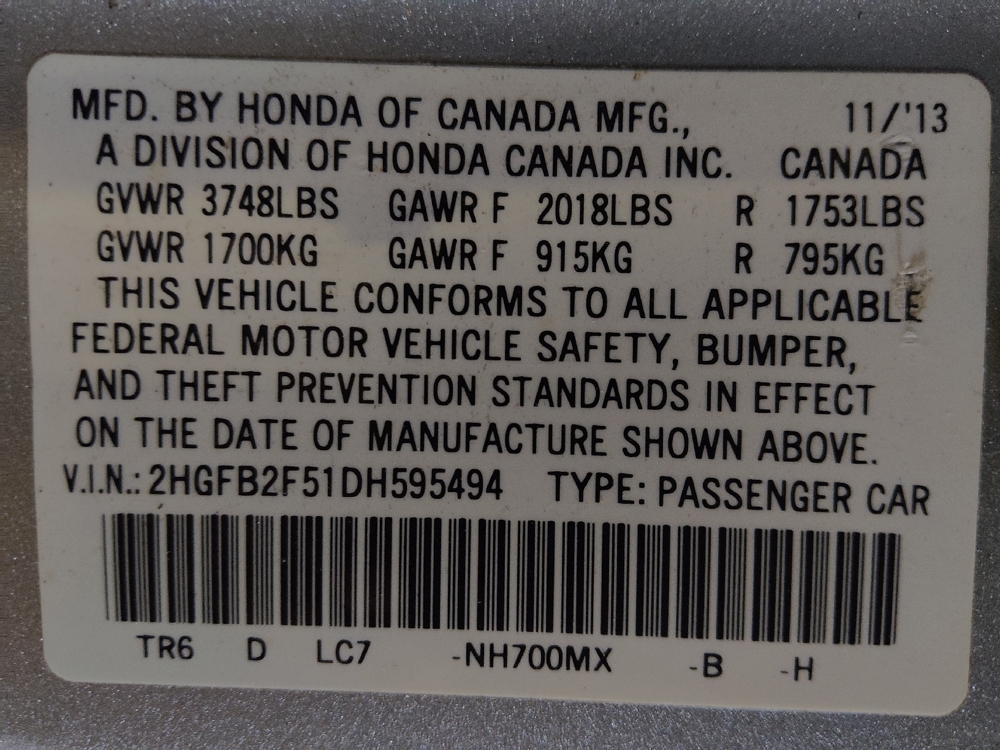 MFD. BY HONDA OF CANADA MFG., 11/'13
A DIVISION OF HONDA CANADA INC. CANADA
GVWR 3748LBS GAWR F 2018LBS R 1753LBS
GVWR 1700KG GAWR F 915KG R 795KG
THIS VEHICLE CONFORMS TO ALL APPLICABLE
FEDERAL MOTOR VEHICLE SAFETY, BUMPER,
AND THEFT PREVENTION STANDARDS IN EFFECT
ON THE DATE OF MANUFACTURE SHOWN ABOVE.
V.I.N.: 2HGFB2F51DH595494 TYPE: PASSENGER CAR
TR6 D LC7 -NH700MX -B -H